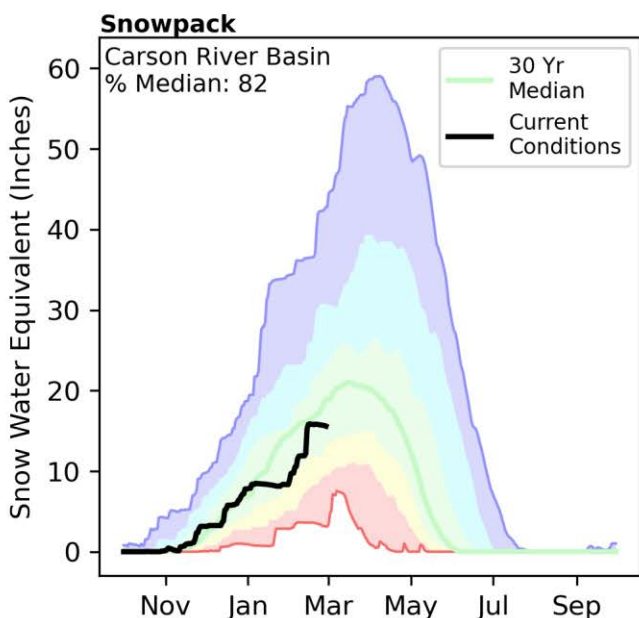 Snowpack
Carson River Basin
% Median: 82
30 Yr
Median
Current
Conditions
Snow Water Equivalent (Inches)
60
50
40
30
20
10
0
Nov Jan Mar May Jul Sep